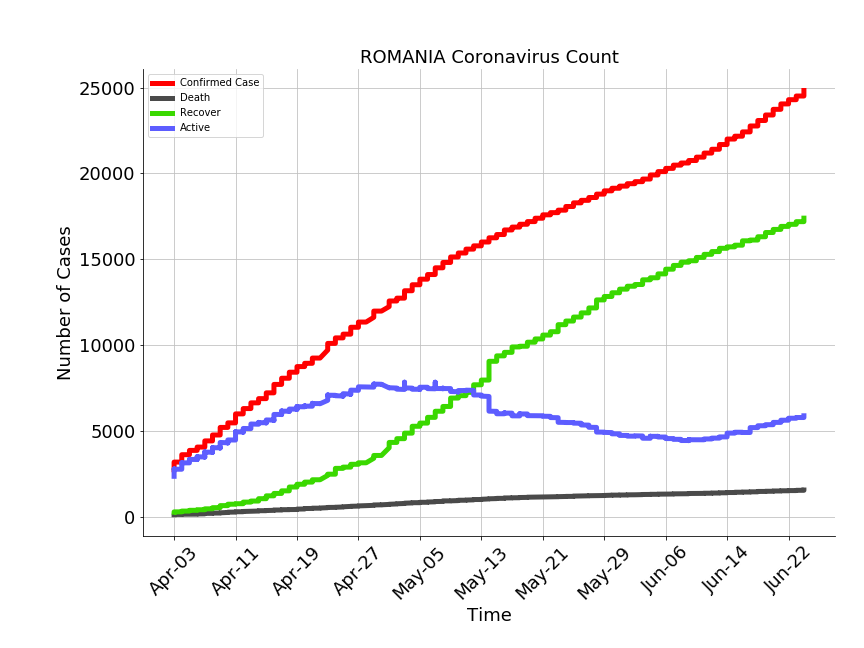 ROMANIA Coronavirus Count
Confirmed Case
Death
Recover
Active
Number of Cases
25000
20000
15000
10000
5000
0
Apr-03
Apr-11
Apr-19
Apr-27
May-05
May-13
May-21
May-29
Jun-06
Jun-14
Jun-22
Time